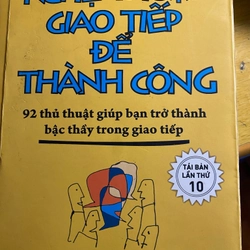 GIAO TIẾP
ĐỂ
THÀNH CÔNG
92 thủ thuật giúp bạn trở thành
bậc thầy trong giao tiếp
TÁI BẢN
LẦN THỨ
10